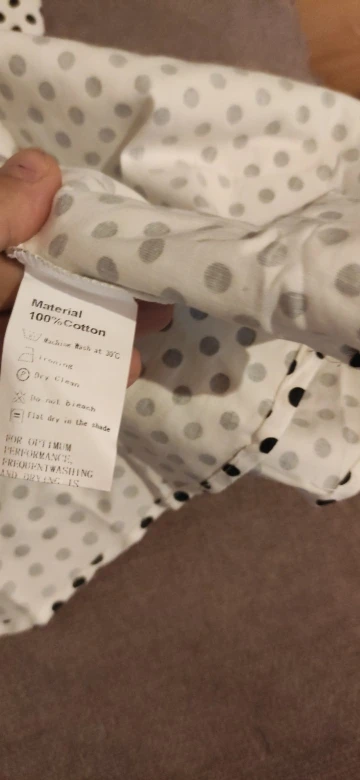 Material
100%Cotton
Machine Wash at 30°C
Ironing
Dry Clean
Do not bleach
Flat dry in the shade
FOR OPTIMUM
PERFORMANCE,
FREQUENTWASHING
AND DRYING IS